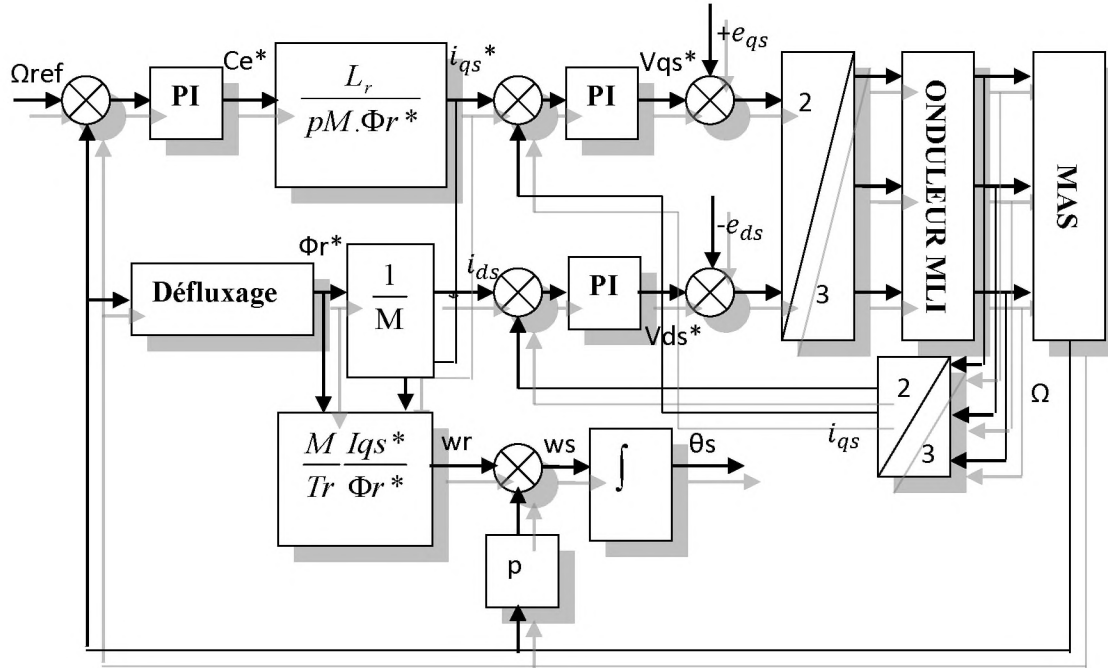 Ωref
PI
Ce*
L_r
pM.Φr*
i_qs*
PI
Vqs*
+e_qs
2
3
ONDULEUR MLI
MAS
Défluxage
Φr*
1
M
i_ds
PI
Vds*
-e_ds
2
3
i_qs
Ω
M Iqs*
Tr Φr*
wr
ws
∫
θs
p